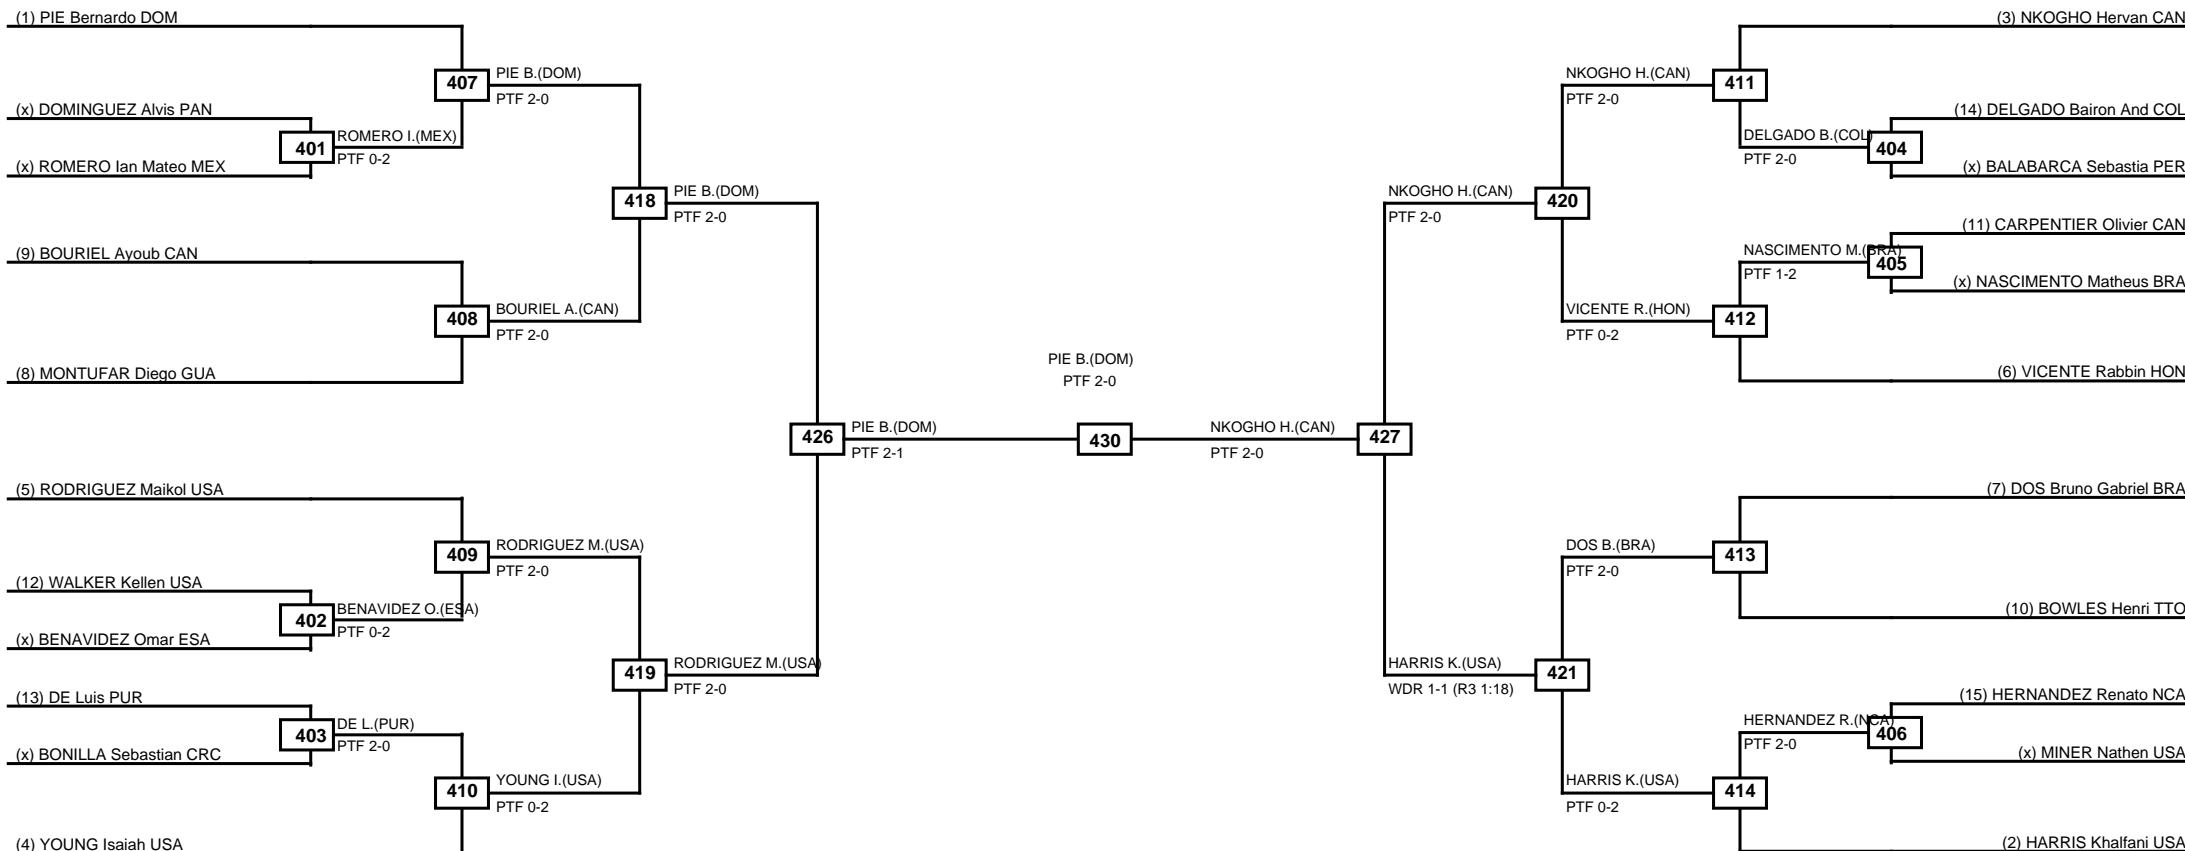 (1) PIE Bernardo DOM
(x) DOMINGUEZ Alvis PAN
(x) ROMERO Ian Mateo MEX
(9) BOURIEL Ayoub CAN
(8) MONTUFAR Diego GUA
(5) RODRIGUEZ Maikol USA
(12) WALKER Kellen USA
(x) BENAVIDEZ Omar ESA
(13) DE Luis PUR
(x) BONILLA Sebastian CRC
(4) YOUNG Isaiah USA
401
ROMERO I.(MEX)
PTF 0-2
402
BENAVIDEZ O.(ESA)
PTF 0-2
403
DE L.(PUR)
PTF 2-0
407
PIE B.(DOM)
PTF 2-0
408
BOURIEL A.(CAN)
PTF 2-0
409
RODRIGUEZ M.(USA)
PTF 2-0
410
YOUNG I.(USA)
PTF 0-2
418
PIE B.(DOM)
PTF 2-0
419
RODRIGUEZ M.(USA)
PTF 2-0
426
PIE B.(DOM)
PTF 2-1
PIE B.(DOM)
PTF 2-0
430
NKOGHO H.(CAN)
PTF 2-0
427
NKOGHO H.(CAN)
PTF 2-0
420
HARRIS K.(USA)
WDR 1-1 (R3 1:18)
421
NKOGHO H.(CAN)
PTF 2-0
411
VICENTE R.(HON)
PTF 0-2
412
DOS B.(BRA)
PTF 2-0
413
HARRIS K.(USA)
PTF 0-2
414
DELGADO B.(COL)
PTF 2-0
404
NASCIMENTO M.(BRA)
PTF 1-2
405
HERNANDEZ R.(NCA)
PTF 2-0
406
(3) NKOGHO Hervan CAN
(14) DELGADO Bairon And COL
(x) BALABARCA Sebastia PER
(11) CARPENTIER Olivier CAN
(x) NASCIMENTO Matheus BRA
(6) VICENTE Rabbin HON
(7) DOS Bruno Gabriel BRA
(10) BOWLES Henri TTO
(15) HERNANDEZ Renato NCA
(x) MINER Nathen USA
(2) HARRIS Khalfani USA